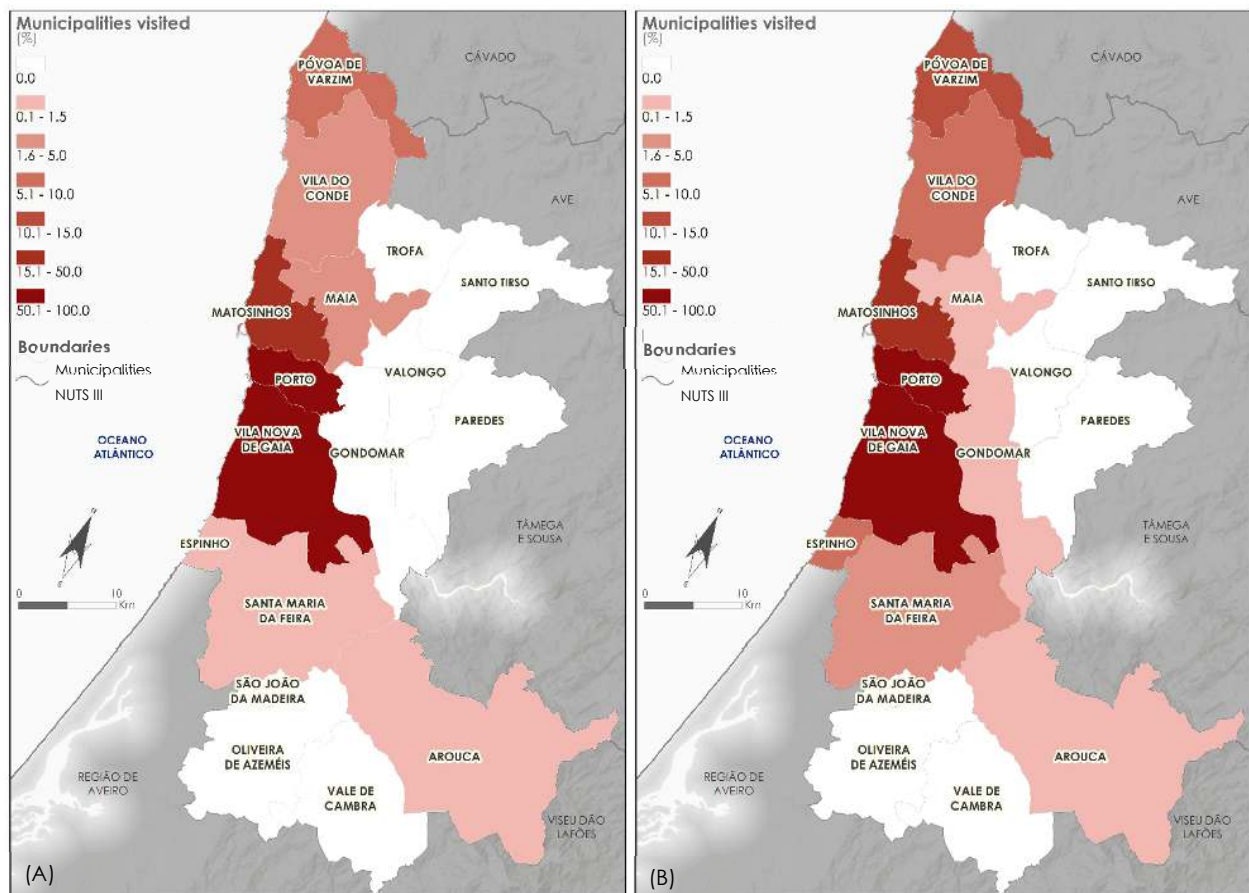 Municipalities visited
(%)
0.0
0.1 - 1.5
1.6 - 5.0
5.1 - 10.0
10.1 - 15.0
15.1 - 50.0
50.1 - 100.0
Boundaries
Municipalities
NUTS III
OCEANO
ATLÂNTICO
0 10
Km
CÁVADO
PÓVOA DE
VARZIM
AVE
VILA DO
CONDE
TROFA
SANTO TIRSO
MAIA
MATOSINHOS
VALONGO
PORTO
PAREDES
VILA NOVA
DE GAIA
GONDOMAR
TÂMEGA
E SOUSA
ESPINHO
SANTA MARIA
DA FEIRA
SÃO JOÃO
DA MADEIRA
OLIVEIRA
DE AZEMÉIS
AROUCA
REGIÃO DE
AVEIRO
VALE DE
CAMBRA
VISEU DÃO
LAFÕES
(A)
Municipalities visited
(%)
0.0
0.1 - 1.5
1.6 - 5.0
5.1 - 10.0
10.1 - 15.0
15.1 - 50.0
50.1 - 100.0
Boundaries
Municipalities
NUTS III
OCEANO
ATLÂNTICO
0 10
Km
CÁVADO
PÓVOA DE
VARZIM
AVE
VILA DO
CONDE
TROFA
SANTO TIRSO
MAIA
MATOSINHOS
VALONGO
PORTO
PAREDES
VILA NOVA
DE GAIA
GONDOMAR
TÂMEGA
E SOUSA
ESPINHO
SANTA MARIA
DA FEIRA
SÃO JOÃO
DA MADEIRA
OLIVEIRA
DE AZEMÉIS
AROUCA
REGIÃO DE
AVEIRO
VALE DE
CAMBRA
VISEU DÃO
LAFÕES
(B)